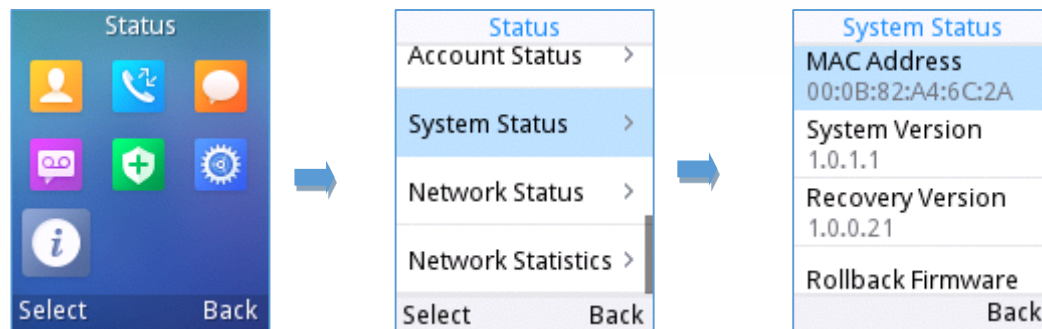 Status
Select Back
Status
Account Status
System Status
Network Status
Network Statistics
Select Back
System Status
MAC Address
00:0B:82:A4:6C:2A
System Version
1.0.1.1
Recovery Version
1.0.0.21
Rollback Firmware
Back